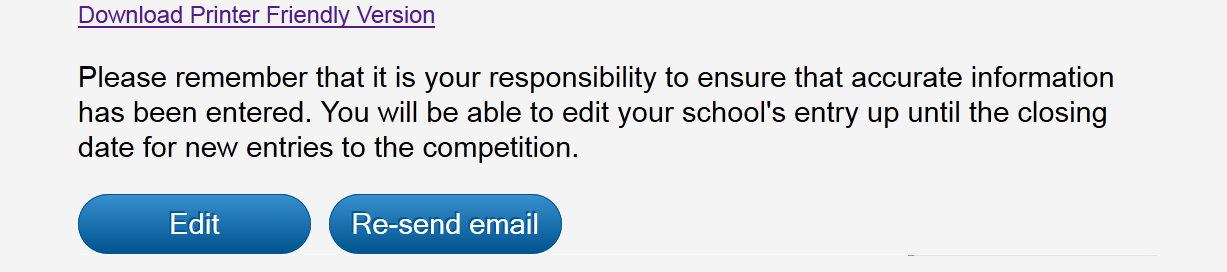 Download Printer Friendly Version
Please remember that it is your responsibility to ensure that accurate information
has been entered. You will be able to edit your school's entry up until the closing
date for new entries to the competition.
Edit
Re-send email